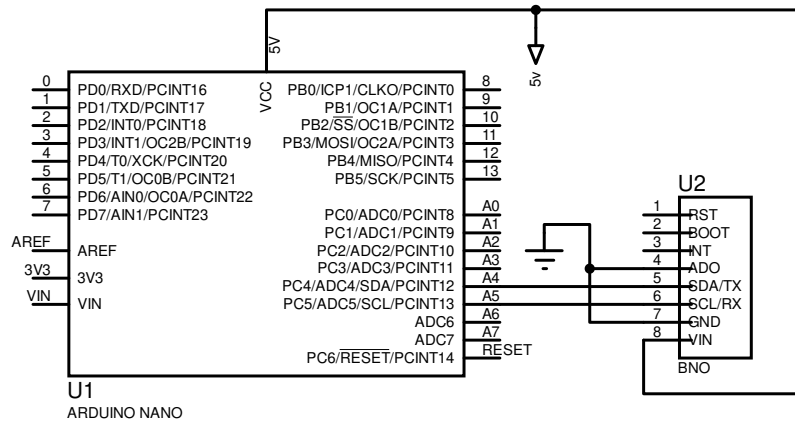 5V
5v
VCC
0 PD0/RXD/PCINT16 PB0/ICP1/CLKO/PCINT0 8
1 PD1/TXD/PCINT17 PB1/OC1A/PCINT1 9
2 PD2/INT0/PCINT18 PB2/SS/OC1B/PCINT2 10
3 PD3/INT1/OC2B/PCINT19 PB3/MOSI/OC2A/PCINT3 11
4 PD4/T0/XCK/PCINT20 PB4/MISO/PCINT4 12
5 PD5/T1/OC0B/PCINT21 PB5/SCK/PCINT5 13
6 PD6/AIN0/OC0A/PCINT22
7 PD7/AIN1/PCINT23 PC0/ADC0/PCINT8 A0
PC1/ADC1/PCINT9 A1
AREF AREF PC2/ADC2/PCINT10 A2
PC3/ADC3/PCINT11 A3
3V3 3V3 PC4/ADC4/SDA/PCINT12 A4
VIN VIN PC5/ADC5/SCL/PCINT13 A5
ADC6 A6
ADC7 A7
PC6/RESET/PCINT14 RESET
U1
ARDUINO NANO
U2
1 RST
2 BOOT
3 INT
4 ADO
5 SDA/TX
6 SCL/RX
7 GND
8 VIN
BNO